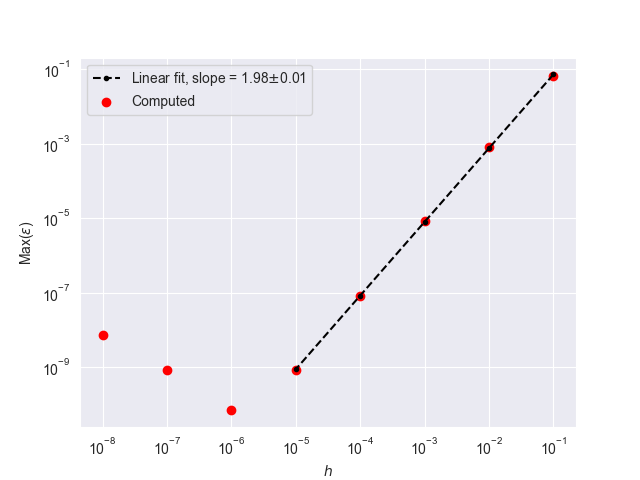 Linear fit, slope = 1.98±0.01
Computed
Max(ε)
10⁻¹
10⁻³
10⁻⁵
10⁻⁷
10⁻⁹
10⁻⁸ 10⁻⁷ 10⁻⁶ 10⁻⁵ 10⁻⁴ 10⁻³ 10⁻² 10⁻¹
h